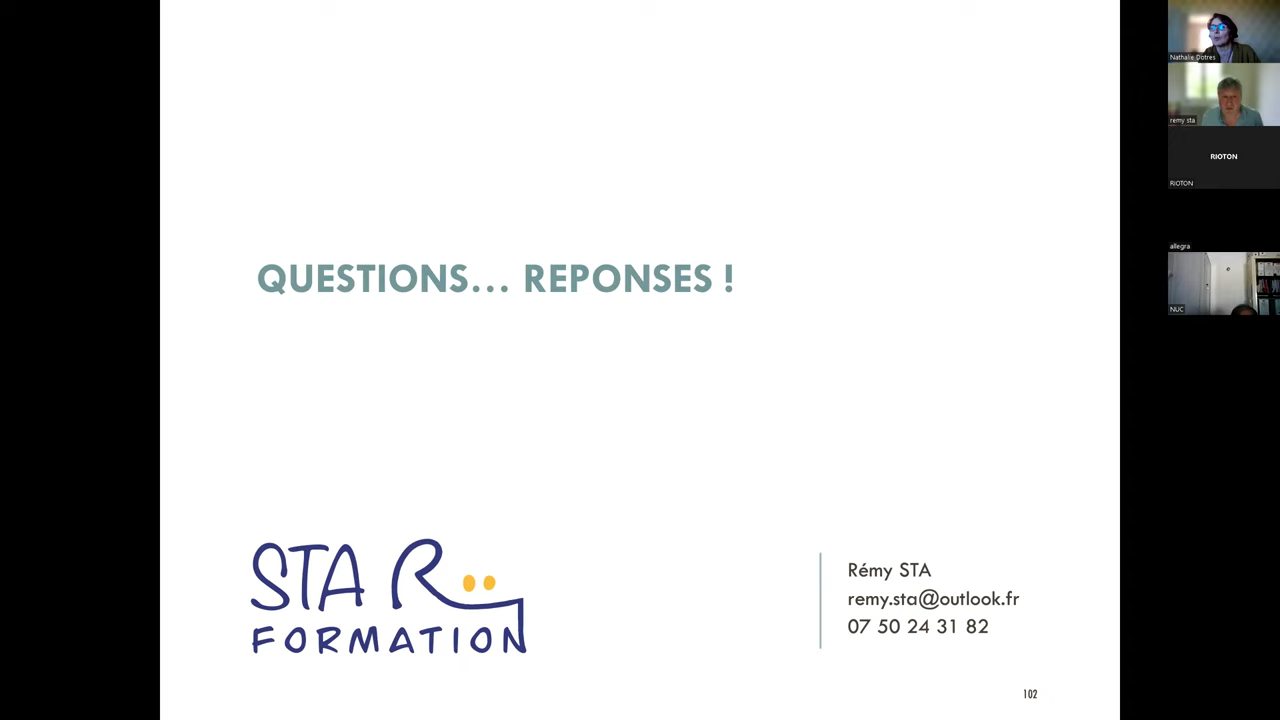 QUESTIONS... REPONSES !
STA R
FORMATION
Rémy STA
remy.sta@outlook.fr
07 50 24 31 82
102
Nathalie Dotres
remy sta
RIOTON
RIOTON
allegra
NUC